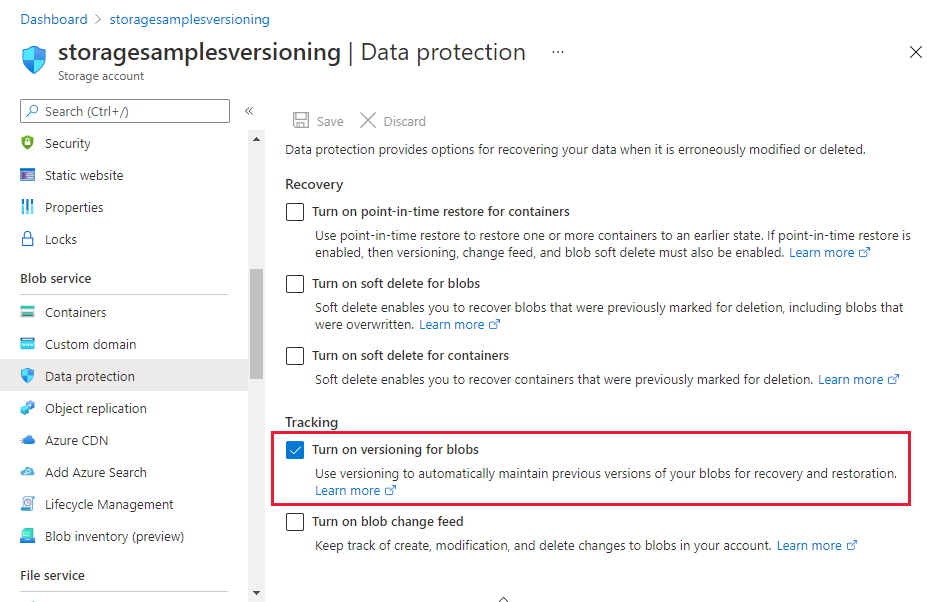 Dashboard > storagesamplesversioning
storagesamplesversioning | Data protection ...
Storage account
Search (Ctrl+/)
«
Security
Static website
Properties
Locks
Blob service
Containers
Custom domain
Data protection
Object replication
Azure CDN
Add Azure Search
Lifecycle Management
Blob inventory (preview)
File service
Save
Discard
Data protection provides options for recovering your data when it is erroneously modified or deleted.
Recovery
Turn on point-in-time restore for containers
Use point-in-time restore to restore one or more containers to an earlier state. If point-in-time restore is
enabled, then versioning, change feed, and blob soft delete must also be enabled. Learn more
Turn on soft delete for blobs
Soft delete enables you to recover blobs that were previously marked for deletion, including blobs that
were overwritten. Learn more
Turn on soft delete for containers
Soft delete enables you to recover containers that were previously marked for deletion. Learn more
Tracking
Turn on versioning for blobs
Use versioning to automatically maintain previous versions of your blobs for recovery and restoration.
Learn more
Turn on blob change feed
Keep track of create, modification, and delete changes to blobs in your account. Learn more